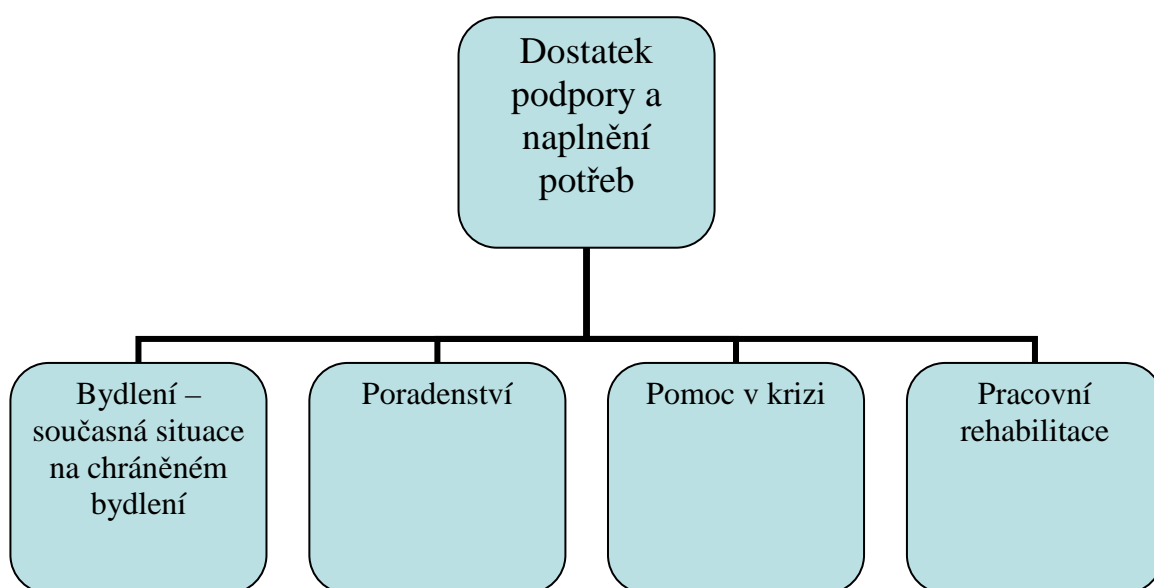 Dostatek
podpory a
naplnění
potřeb
Bydlení –
současná situace
na chráněném
bydlení
Poradenství
Pomoc v krizi
Pracovní
rehabilitace